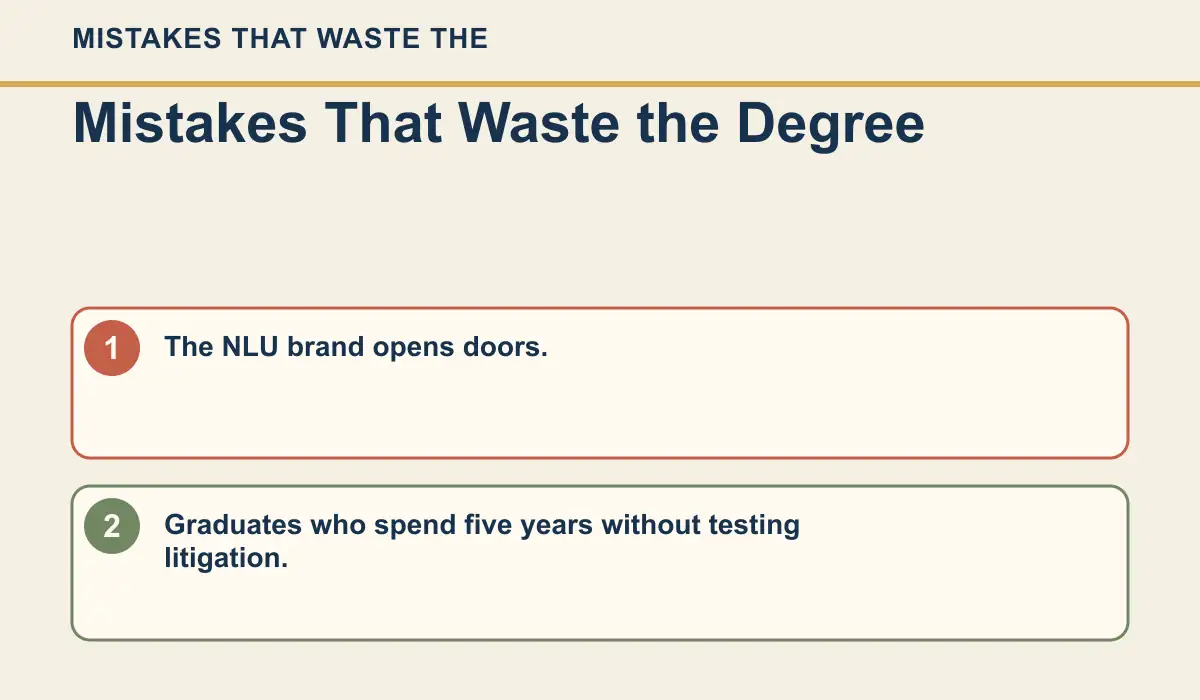 MISTAKES THAT WASTE THE
Mistakes That Waste the Degree
1
The NLU brand opens doors.
2
Graduates who spend five years without testing
litigation.